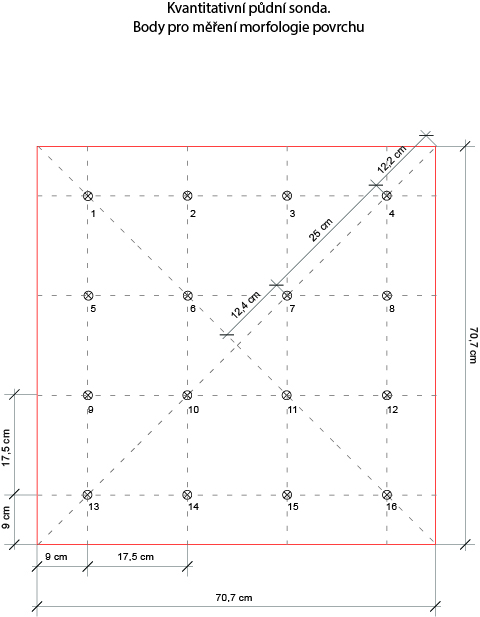 Kvantitativní půdní sonda.
Body pro měření morfologie povrchu
12,2 cm
1
2
3
4
25 cm
12,4 cm
5
6
7
8
70,7 cm
9
10
11
12
17,5 cm
13
14
15
16
9 cm
9 cm
17,5 cm
70,7 cm